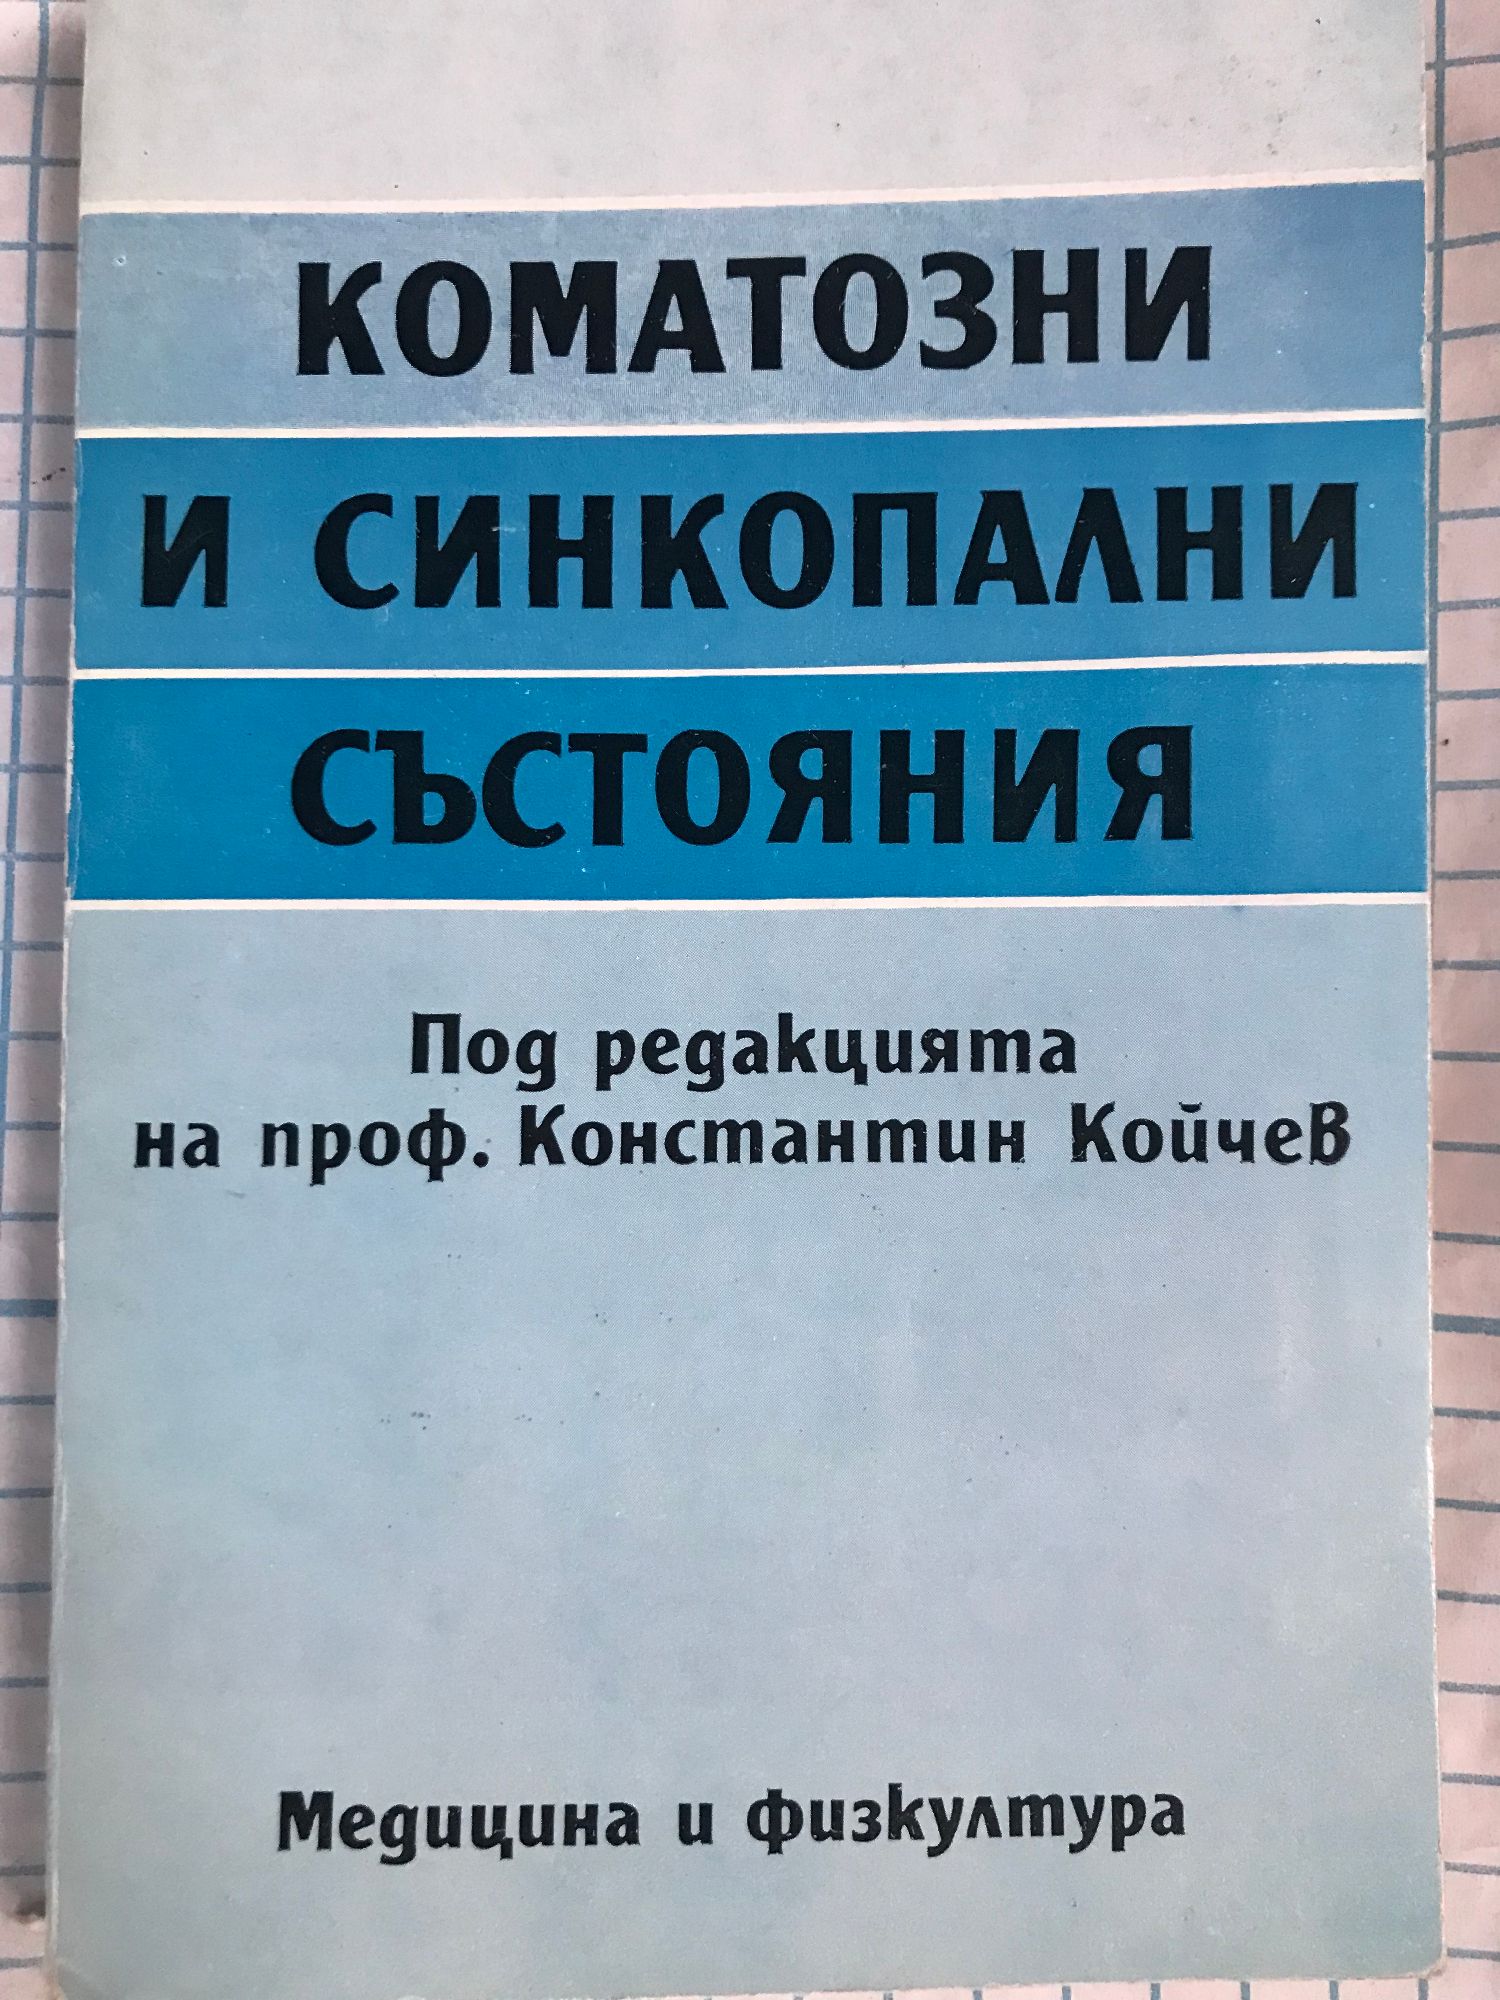 КОМАТОЗНИ
И СИНКОПАЛНИ
СЪСТОЯНИЯ
Под редакцията
на проф. Константин Койчев
Медицина и физкултура